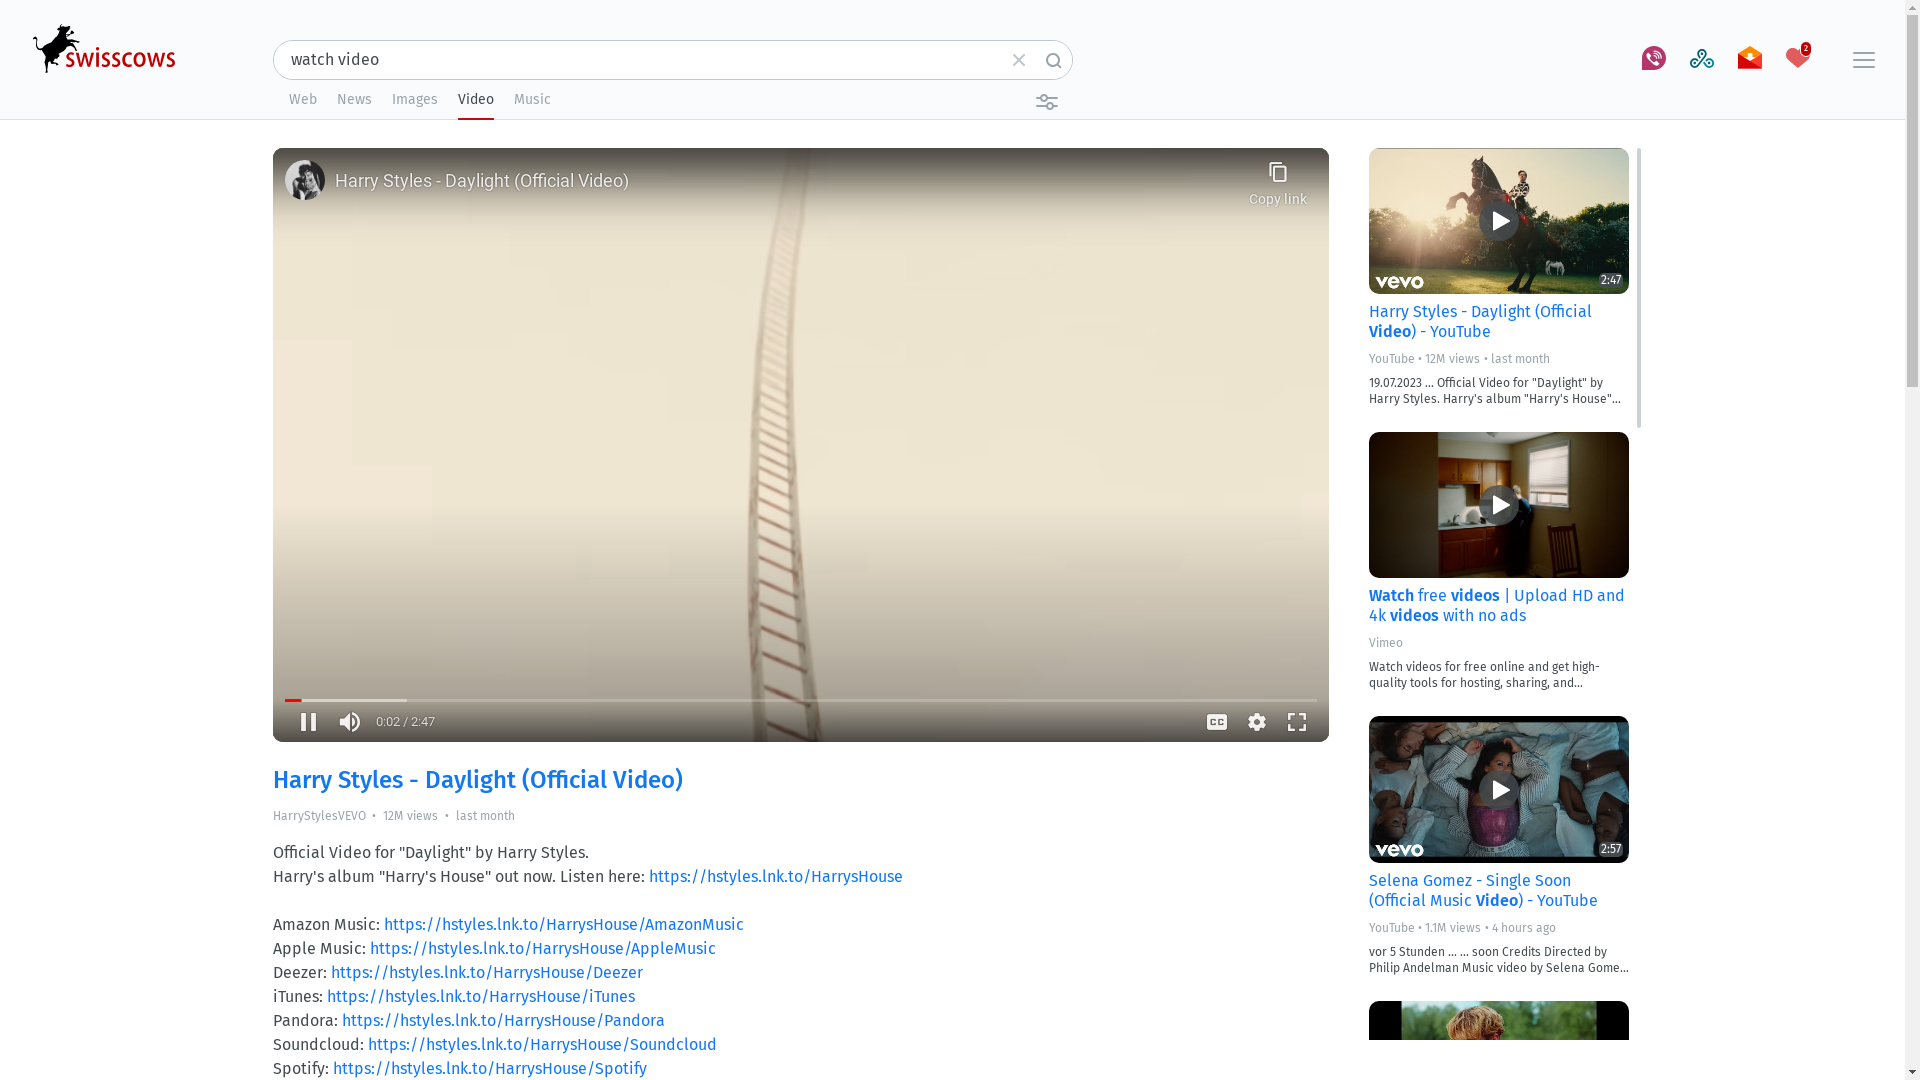 swisscows
watch video
2
Web News Images Video Music
Harry Styles - Daylight (Official Video)
Copy link
0:02 / 2:47
CC
Harry Styles - Daylight (Official Video)
HarryStylesVEVO • 12M views • last month
Official Video for "Daylight" by Harry Styles.
Harry's album "Harry's House" out now. Listen here: https://hstyles.lnk.to/HarrysHouse
Amazon Music: https://hstyles.lnk.to/HarrysHouse/AmazonMusic
Apple Music: https://hstyles.lnk.to/HarrysHouse/AppleMusic
Deezer: https://hstyles.lnk.to/HarrysHouse/Deezer
iTunes: https://hstyles.lnk.to/HarrysHouse/iTunes
Pandora: https://hstyles.lnk.to/HarrysHouse/Pandora
Soundcloud: https://hstyles.lnk.to/HarrysHouse/Soundcloud
Spotify: https://hstyles.lnk.to/HarrysHouse/Spotify
vevo
2:47
Harry Styles - Daylight (Official
Video) - YouTube
YouTube • 12M views • last month
19.07.2023 ... Official Video for "Daylight" by
Harry Styles. Harry's album "Harry's House"...
Watch free videos | Upload HD and
4k videos with no ads
Vimeo
Watch videos for free online and get high-
quality tools for hosting, sharing, and...
vevo
2:57
Selena Gomez - Single Soon
(Official Music Video) - YouTube
YouTube • 1.1M views • 4 hours ago
vor 5 Stunden ... ... soon Credits Directed by
Philip Andelman Music video by Selena Gome...